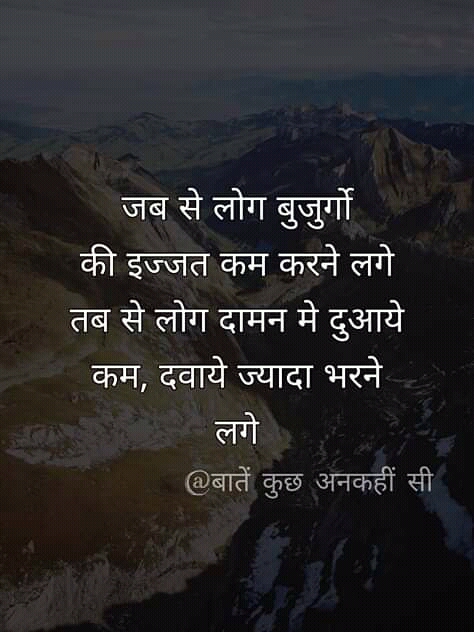 जब से लोग बुजुर्गो
की इज्जत कम करने लगे
तब से लोग दामन मे दुआये
कम, दवाये ज्यादा भरने
लगे
@बातें कुछ अनकहीं सी